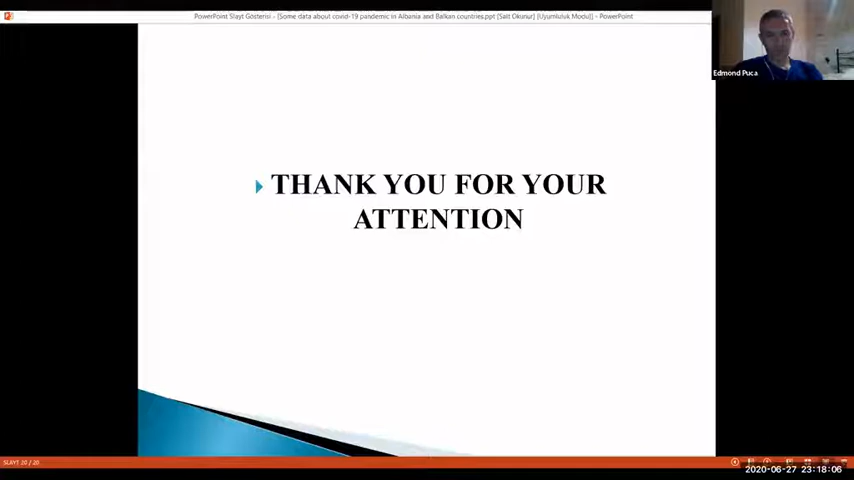 PowerPoint Slayt Gösterisi - [Some data about covid-19 pandemic in Albania and Balkan countries.ppt [Salt Okunur] [Uyumluluk Modu]] - PowerPoint
Edmond Puca
THANK YOU FOR YOUR
ATTENTION
SLAYT 20 / 20
2020-06-27 23:18:06